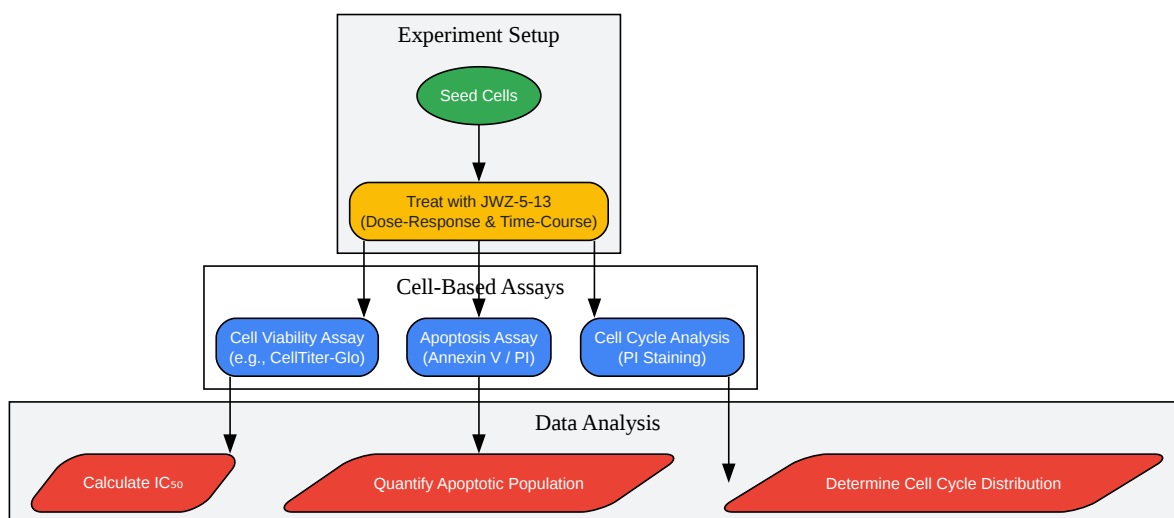 Experiment Setup
Seed Cells
Treat with JWZ-5-13
(Dose-Response & Time-Course)
Cell-Based Assays
Cell Viability Assay
(e.g., CellTiter-Glo)
Apoptosis Assay
(Annexin V / PI)
Cell Cycle Analysis
(PI Staining)
Data Analysis
Calculate IC₅₀
Quantify Apoptotic Population
Determine Cell Cycle Distribution